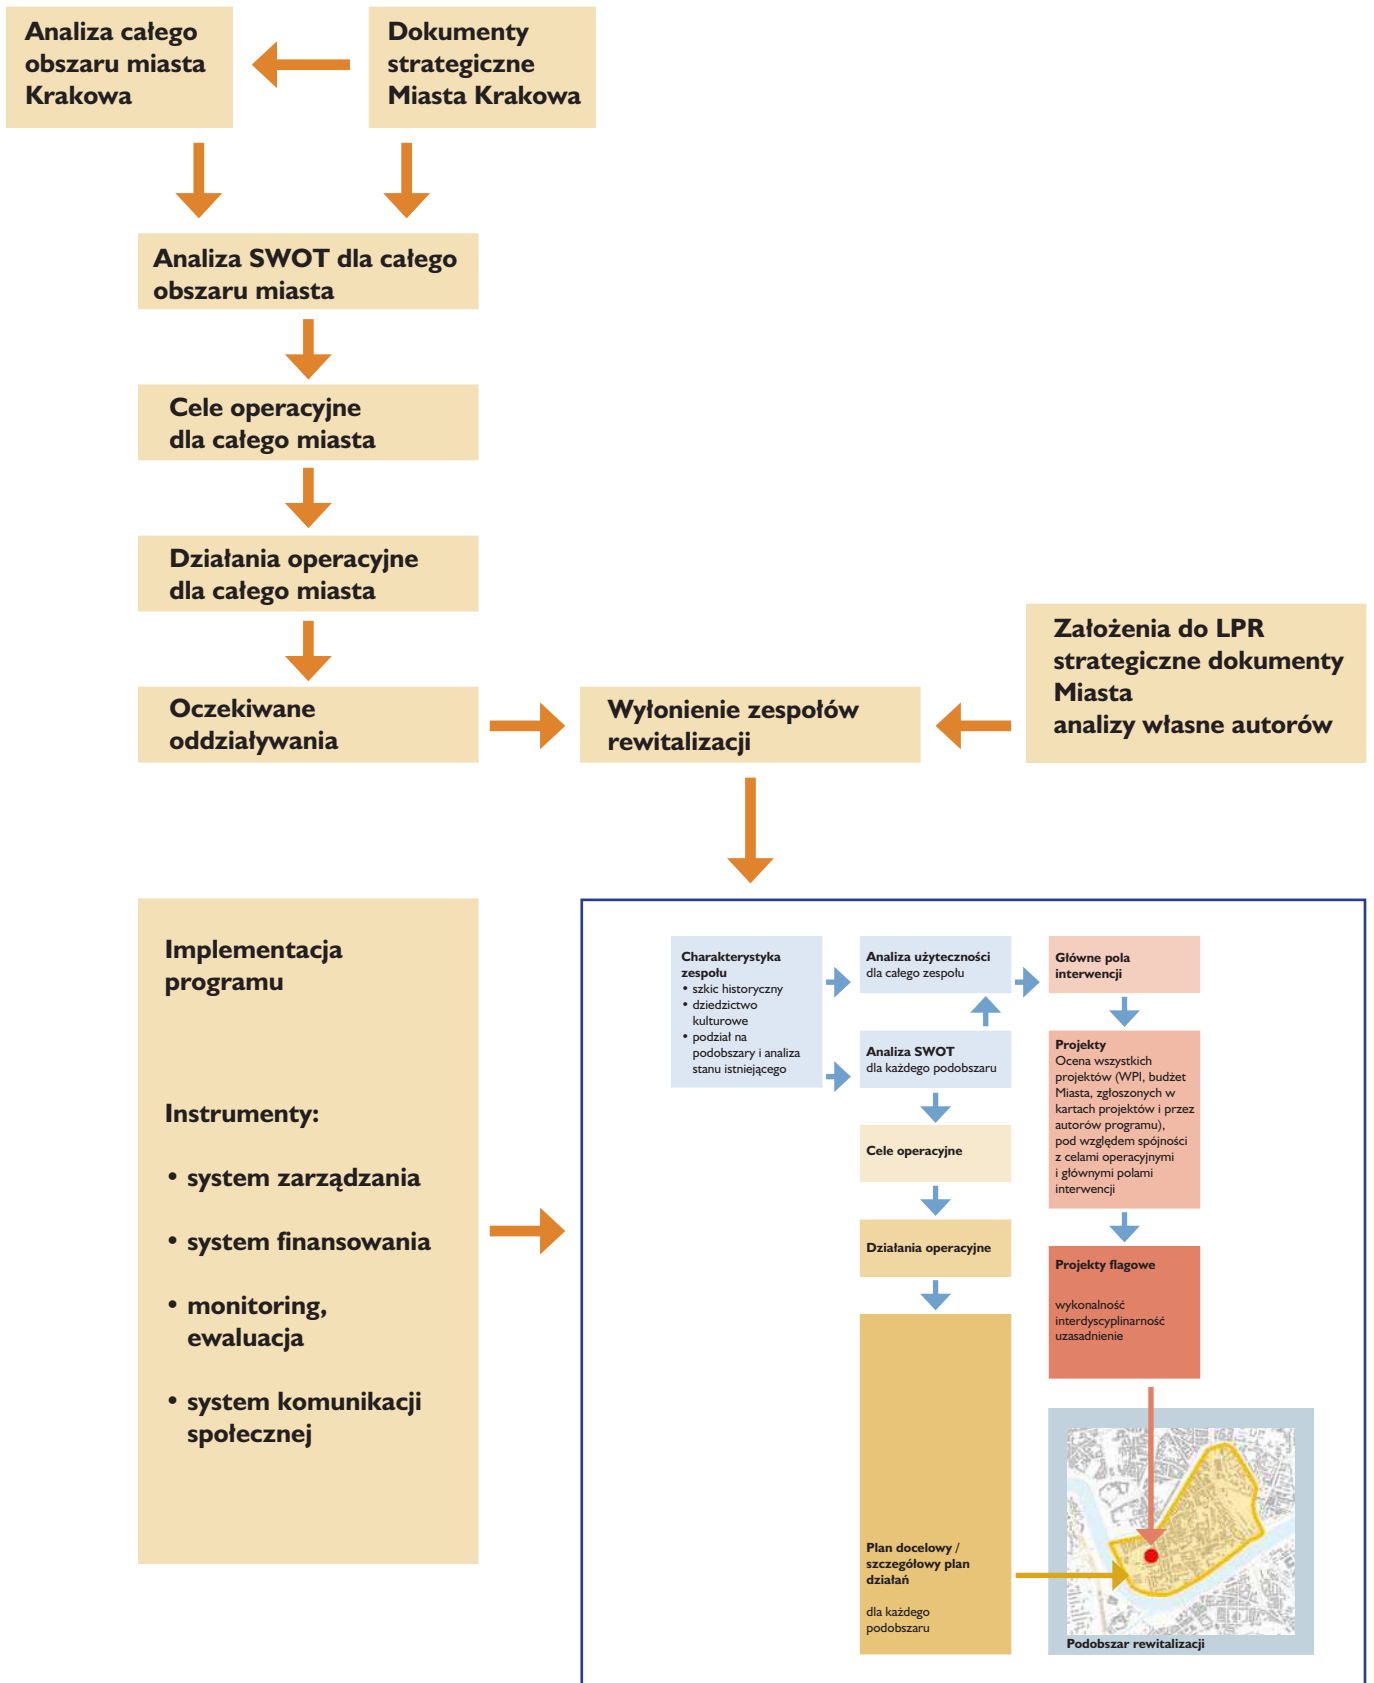 Analiza całego
obszaru miasta
Krakowa
Dokumenty
strategiczne
Miasta Krakowa
Analiza SWOT dla całego
obszaru miasta
Cele operacyjne
dla całego miasta
Działania operacyjne
dla całego miasta
Oczekiwane
oddziaływania
Wyłonienie zespołów
rewitalizacji
Założenia do LPR
strategiczne dokumenty
Miasta
analizy własne autorów
Implementacja
programu
Instrumenty:
• system zarządzania
• system finansowania
• monitoring,
ewaluacja
• system komunikacji
społecznej
Charakterystyka
zespołu
• szkic historyczny
• dziedzictwo
kulturowe
• podział na
podobszary i analiza
stanu istniejącego
Analiza użyteczności
dla całego zespołu
Analiza SWOT
dla każdego podobszaru
Cele operacyjne
Działania operacyjne
Plan docelowy /
szczegółowy plan
działań
dla każdego
podobszaru
Główne pola
interwencji
Projekty
Ocena wszystkich
projektów (WPI, budżet
Miasta, zgłoszonych w
kartach projektów i przez
autorów programu),
pod względem spójności
z celami operacyjnymi
i głównymi polami
interwencji
Projekty flagowe
wykonalność
interdyscyplinarność
uzasadnienie
Podobszar rewitalizacji